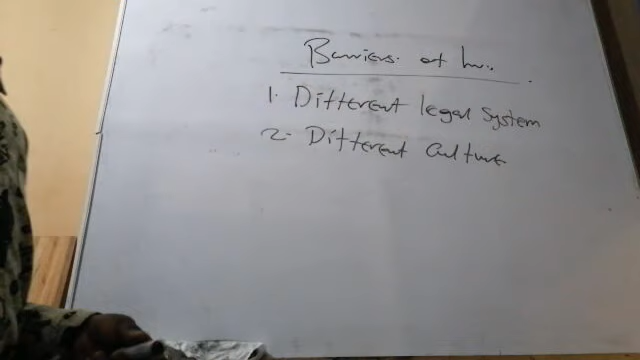 Barriers of
1. Different legal System
2. Different Culture